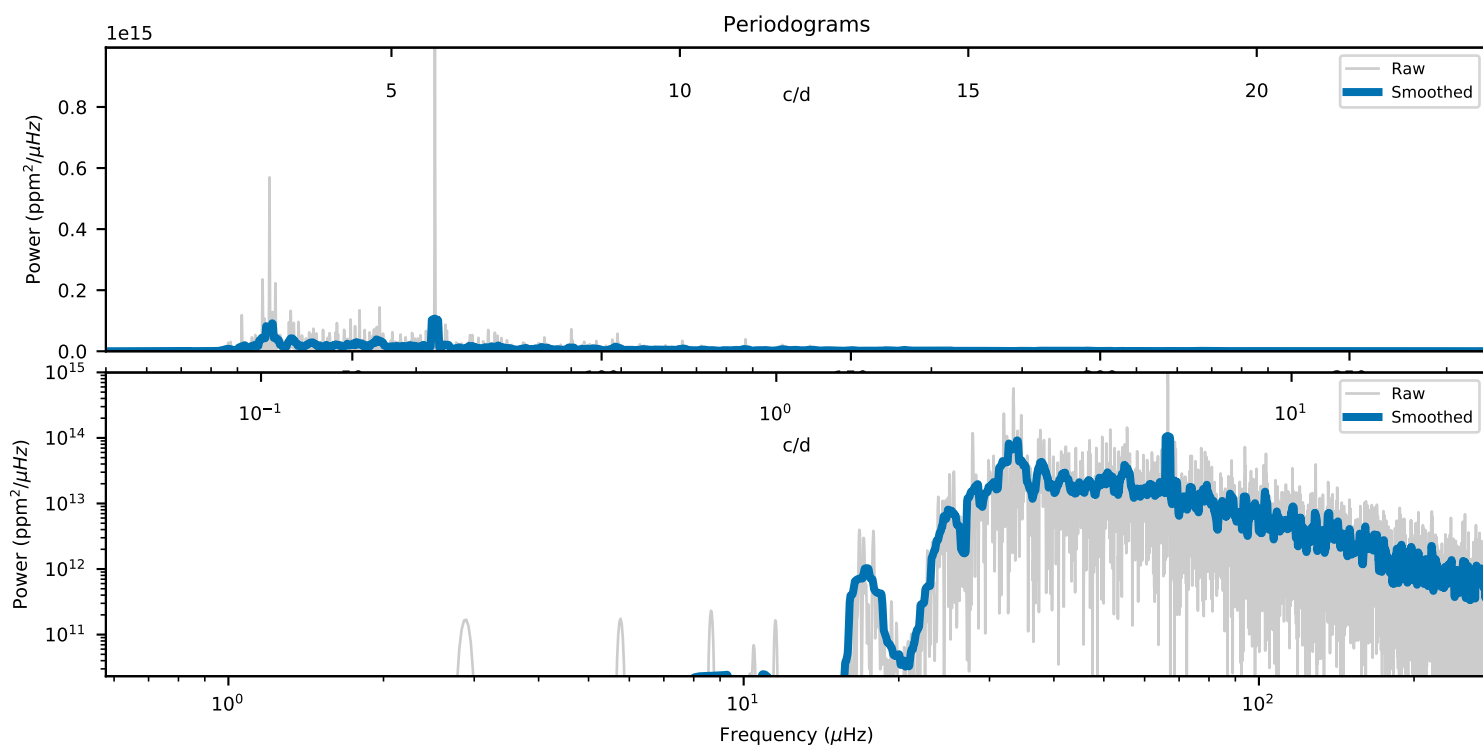 Periodograms
1e15
5 10 15 20
c/d
Raw
Smoothed
0.8
0.6
0.4
0.2
0.0
Power (ppm²/μHz)
10⁻¹ 10⁰ 10¹
c/d
Raw
Smoothed
10¹⁵
10¹⁴
10¹³
10¹²
10¹¹
Power (ppm²/μHz)
10⁰ 10¹ 10²
Frequency (μHz)